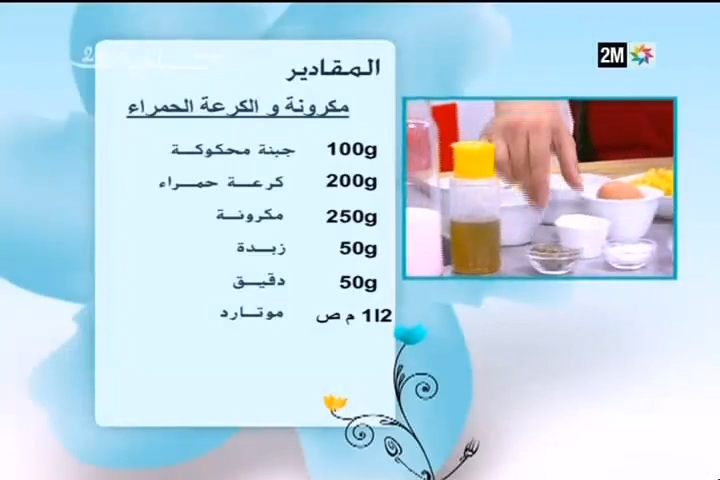 2M
المقادير
مكرونة و الكرعة الحمراء
100g جبنة محكوكة
200g كرعة حمراء
250g مكرونة
50g زبدة
50g دقيق
1/2 م ص موتارد